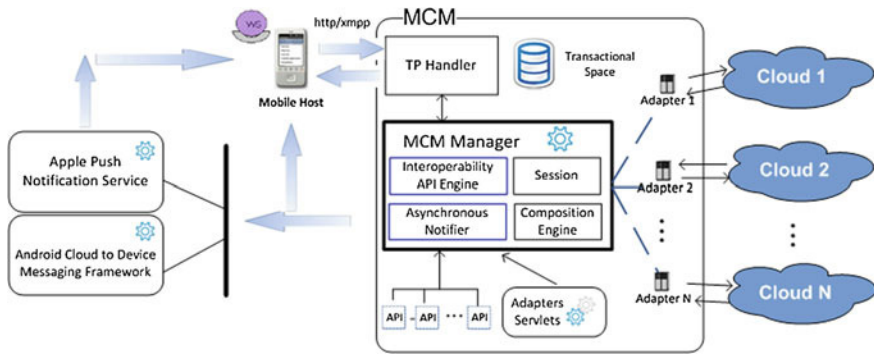 MCM
WS
http/xmpp
Mobile Host
TP Handler
Transactional
Space
Adapter 1
Cloud 1
Apple Push
Notification Service
MCM Manager
Interoperability
API Engine
Session
Adapter 2
Cloud 2
Android Cloud to Device
Messaging Framework
Asynchronous
Notifier
Composition
Engine
API
API
API
Adapters
Servlets
Adapter N
Cloud N